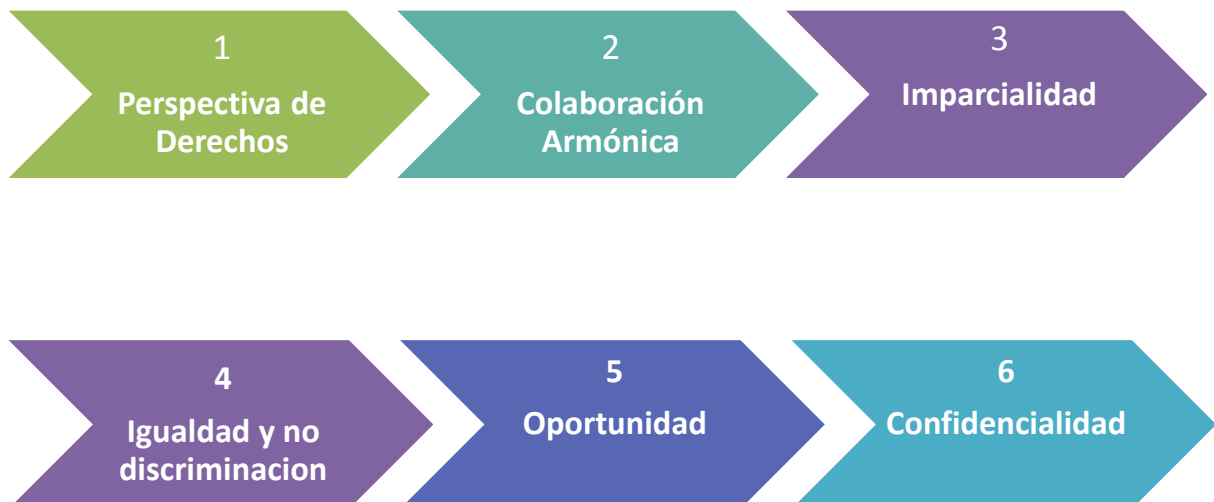 1
Perspectiva de
Derechos
2
Colaboración
Armónica
3
Imparcialidad
4
Igualdad y no
discriminacion
5
Oportunidad
6
Confidencialidad